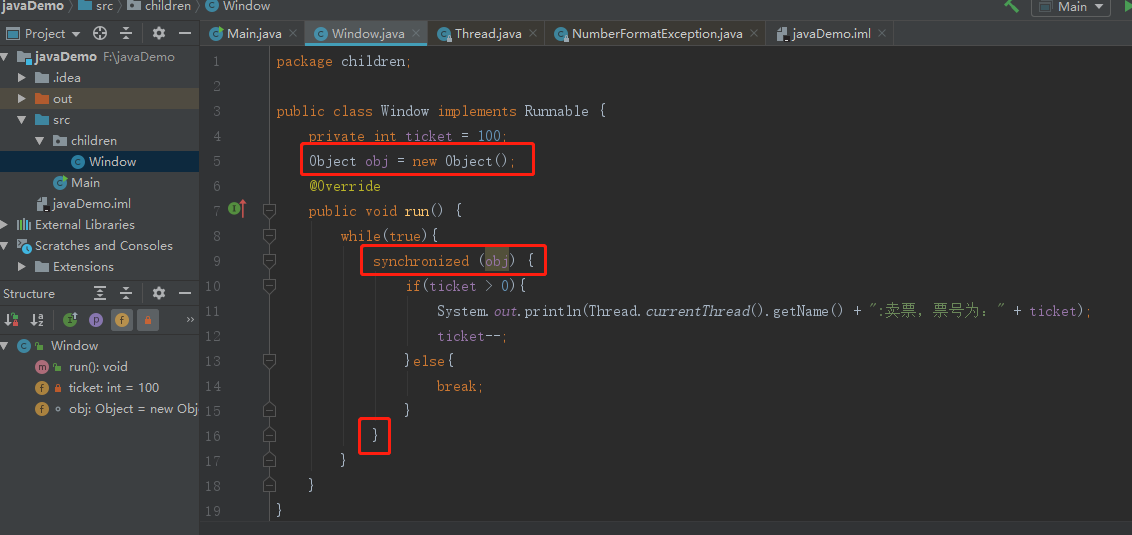 javaDemo src children Window Main
Project Main.java Window.java Thread.java NumberFormatException.java javaDemo.iml
javaDemo F:\javaDemo
.idea
out
src
children
Window
Main
javaDemo.iml
External Libraries
Scratches and Consoles
Extensions
Structure
Window
run(): void
ticket: int = 100
obj: Object = new Obj
1 package children;
2
3 public class Window implements Runnable {
4 private int ticket = 100;
5 Object obj = new Object();
6 @Override
7 public void run() {
8 while(true){
9 synchronized (obj) {
10 if(ticket > 0){
11 System.out.println(Thread.currentThread().getName() + ":卖票，票号为：" + ticket);
12 ticket--;
13 }else{
14 break;
15 }
16 }
17 }
18 }
19 }